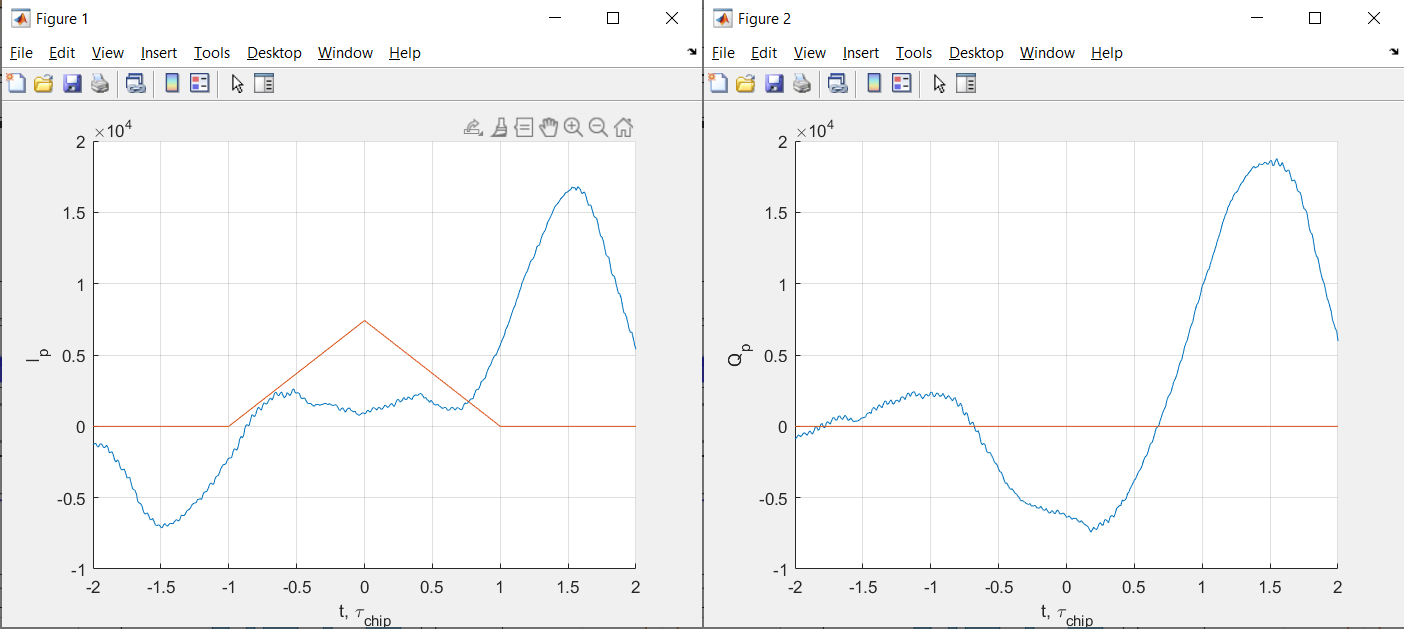 Figure 1
File Edit View Insert Tools Desktop Window Help
×10^4
2
1.5
1
0.5
0
-0.5
-1
I_p
-2 -1.5 -1 -0.5 0 0.5 1 1.5 2
t, τ_chip
Figure 2
File Edit View Insert Tools Desktop Window Help
×10^4
2
1.5
1
0.5
0
-0.5
-1
Q_p
-2 -1.5 -1 -0.5 0 0.5 1 1.5 2
t, τ_chip